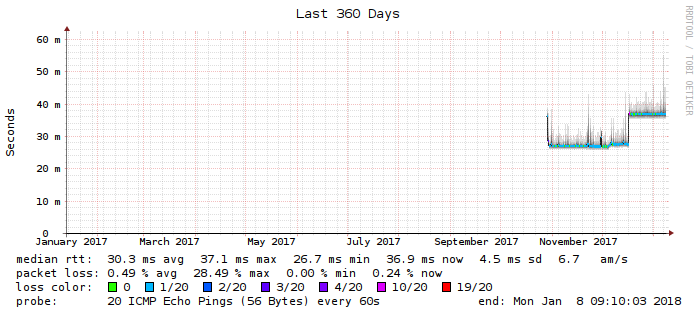 Last 360 Days
RRDTOOL / TOBI OETIKER
Seconds
60 m
50 m
40 m
30 m
20 m
10 m
0
January 2017 March 2017 May 2017 July 2017 September 2017 November 2017
median rtt: 30.3 ms avg 37.1 ms max 26.7 ms min 36.9 ms now 4.5 ms sd 6.7 am/s
packet loss: 0.49 % avg 28.49 % max 0.00 % min 0.24 % now
loss color: 0 1/20 2/20 3/20 4/20 10/20 19/20
probe: 20 ICMP Echo Pings (56 Bytes) every 60s end: Mon Jan 8 09:10:03 2018